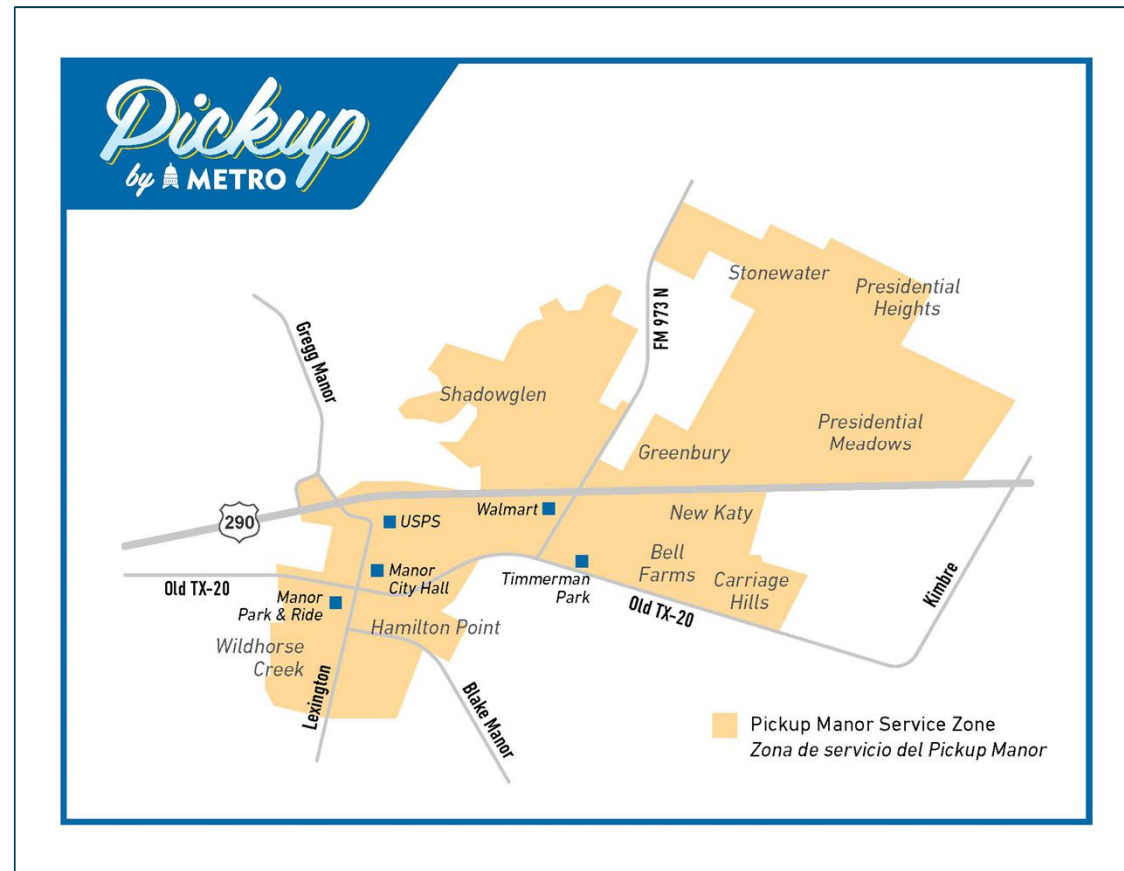 Pickup
by METRO
Stonewater
Presidential
Heights
FM 973 N
Gregg Manor
Shadowglen
Presidential
Meadows
Greenbury
290
Walmart
New Katy
USPS
Bell
Farms
Manor
City Hall
Timmerman
Park
Carriage
Hills
Old TX-20
Old TX-20
Kimbre
Manor
Park & Ride
Hamilton Point
Wildhorse
Creek
Lexington
Blake Manor
Pickup Manor Service Zone
Zona de servicio del Pickup Manor